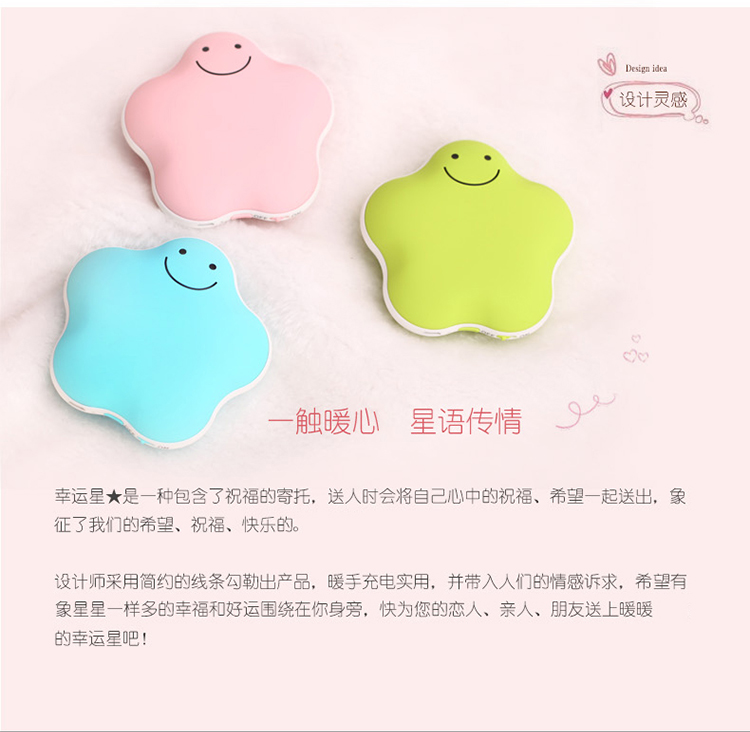 Design idea
设计灵感
一触暖心 星语传情
幸运星★是一种包含了祝福的寄托，送人时会将自己心中的祝福、希望一起送出，象
征了我们的希望、祝福、快乐的。
设计师采用简约的线条勾勒出产品，暖手充电实用，并带入人们的情感诉求，希望有
象星星一样多的幸福和好运围绕在你身旁，快为您的恋人、亲人、朋友送上暖暖
的幸运星吧！